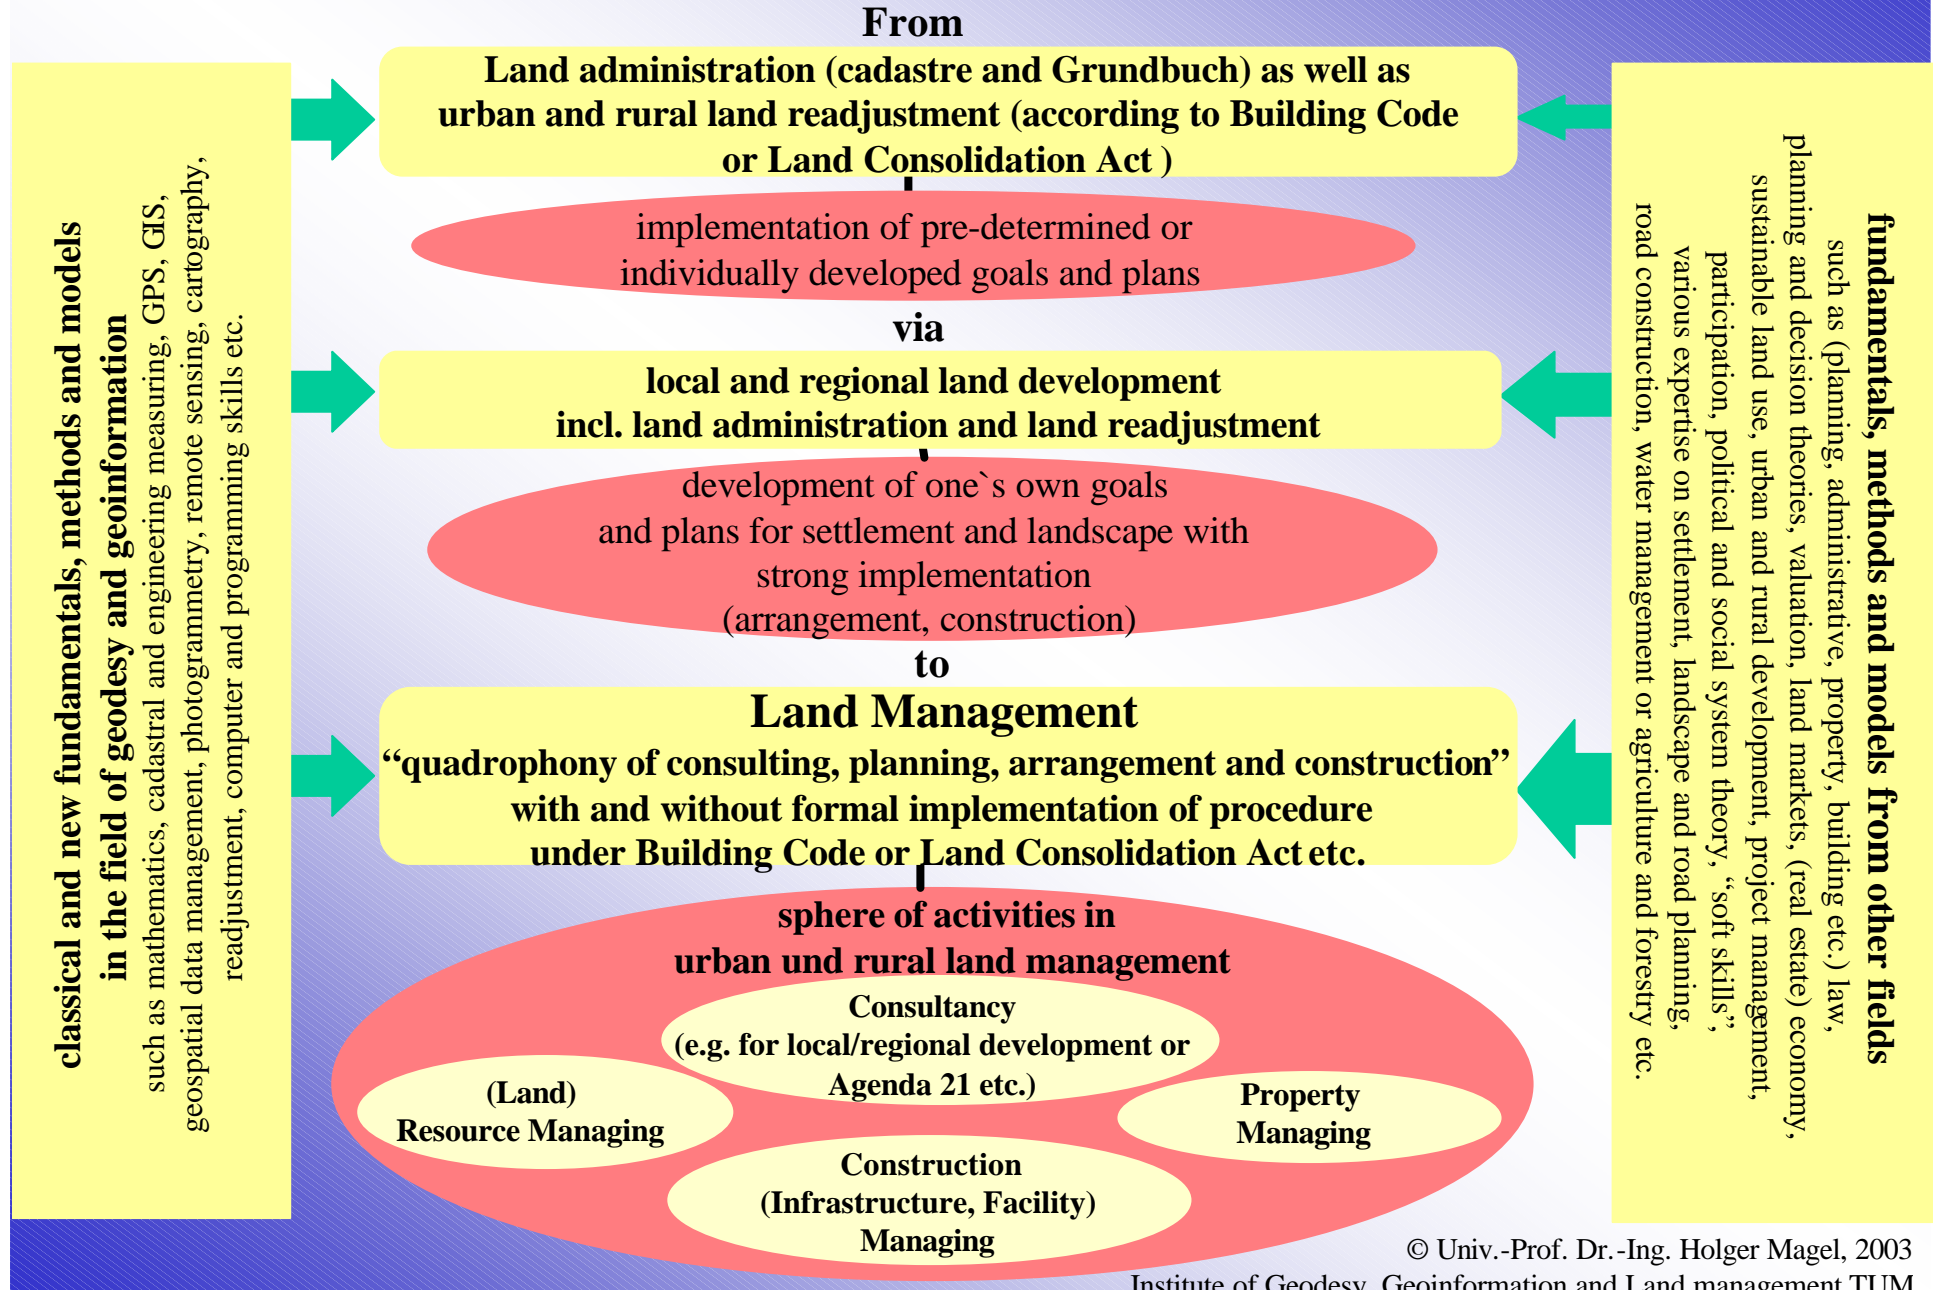 From
Land administration (cadastre and Grundbuch) as well as
urban and rural land readjustment (according to Building Code
or Land Consolidation Act )
implementation of pre-determined or
individually developed goals and plans
via
local and regional land development
incl. land administration and land readjustment
development of one`s own goals
and plans for settlement and landscape with
strong implementation
(arrangement, construction)
to
Land Management
“quadrophony of consulting, planning, arrangement and construction”
with and without formal implementation of procedure
under Building Code or Land Consolidation Act etc.
sphere of activities in
urban und rural land management
Consultancy
(e.g. for local/regional development or
Agenda 21 etc.)
(Land)
Resource Managing
Property
Managing
Construction
(Infrastructure, Facility)
Managing
classical and new fundamentals, methods and models
in the field of geodesy and geoinformation
such as mathematics, cadastral and engineering measuring, GPS, GIS,
geospatial data management, photogrammetry, remote sensing, cartography,
readjustment, computer and programming skills etc.
fundamentals, methods and models from other fields
such as (planning, administrative, property, building etc.) law,
planning and decision theories, valuation, land markets, (real estate) economy,
sustainable land use, urban and rural development, project management,
participation, political and social system theory, “soft skills”,
various expertise on settlement, landscape and road planning,
road construction, water management or agriculture and forestry etc.
© Univ.-Prof. Dr.-Ing. Holger Magel, 2003
Institute of Geodesy, Geoinformation and Land management TUM